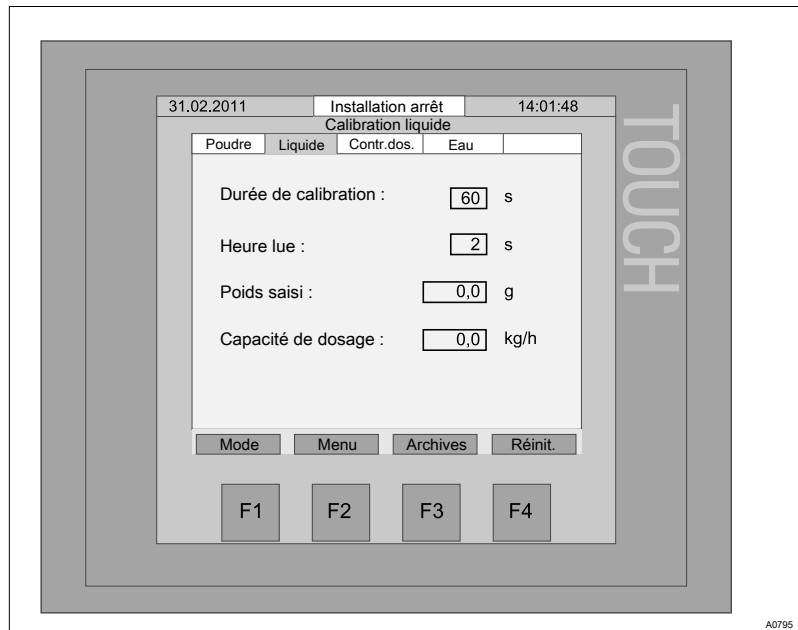 31.02.2011 Installation arrêt 14:01:48
Calibration liquide
Poudre Liquide Contr.dos. Eau
Durée de calibration : 60 s
Heure lue : 2 s
Poids saisi : 0,0 g
Capacité de dosage : 0,0 kg/h
Mode Menu Archives Réinit.
F1 F2 F3 F4
TOUCH
A0795